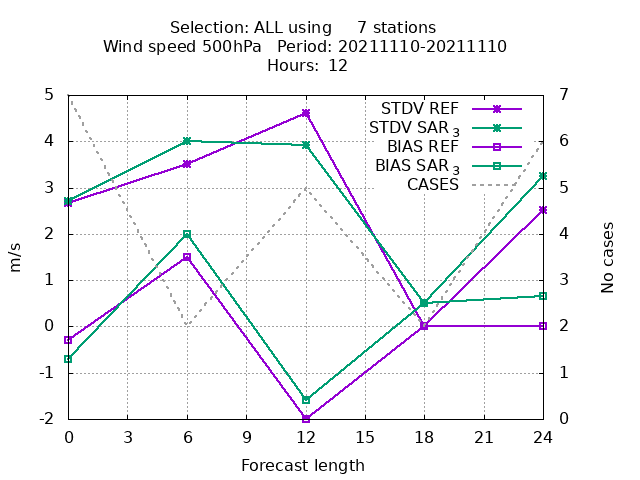 Selection: ALL using     7 stations
Wind speed 500hPa   Period: 20211110-20211110
Hours:  12
STDV REF
STDV SAR 3
BIAS REF
BIAS SAR 3
CASES
5
4
3
2
1
0
-1
-2
m/s
7
6
5
4
3
2
1
0
No cases
0 3 6 9 12 15 18 21 24
Forecast length